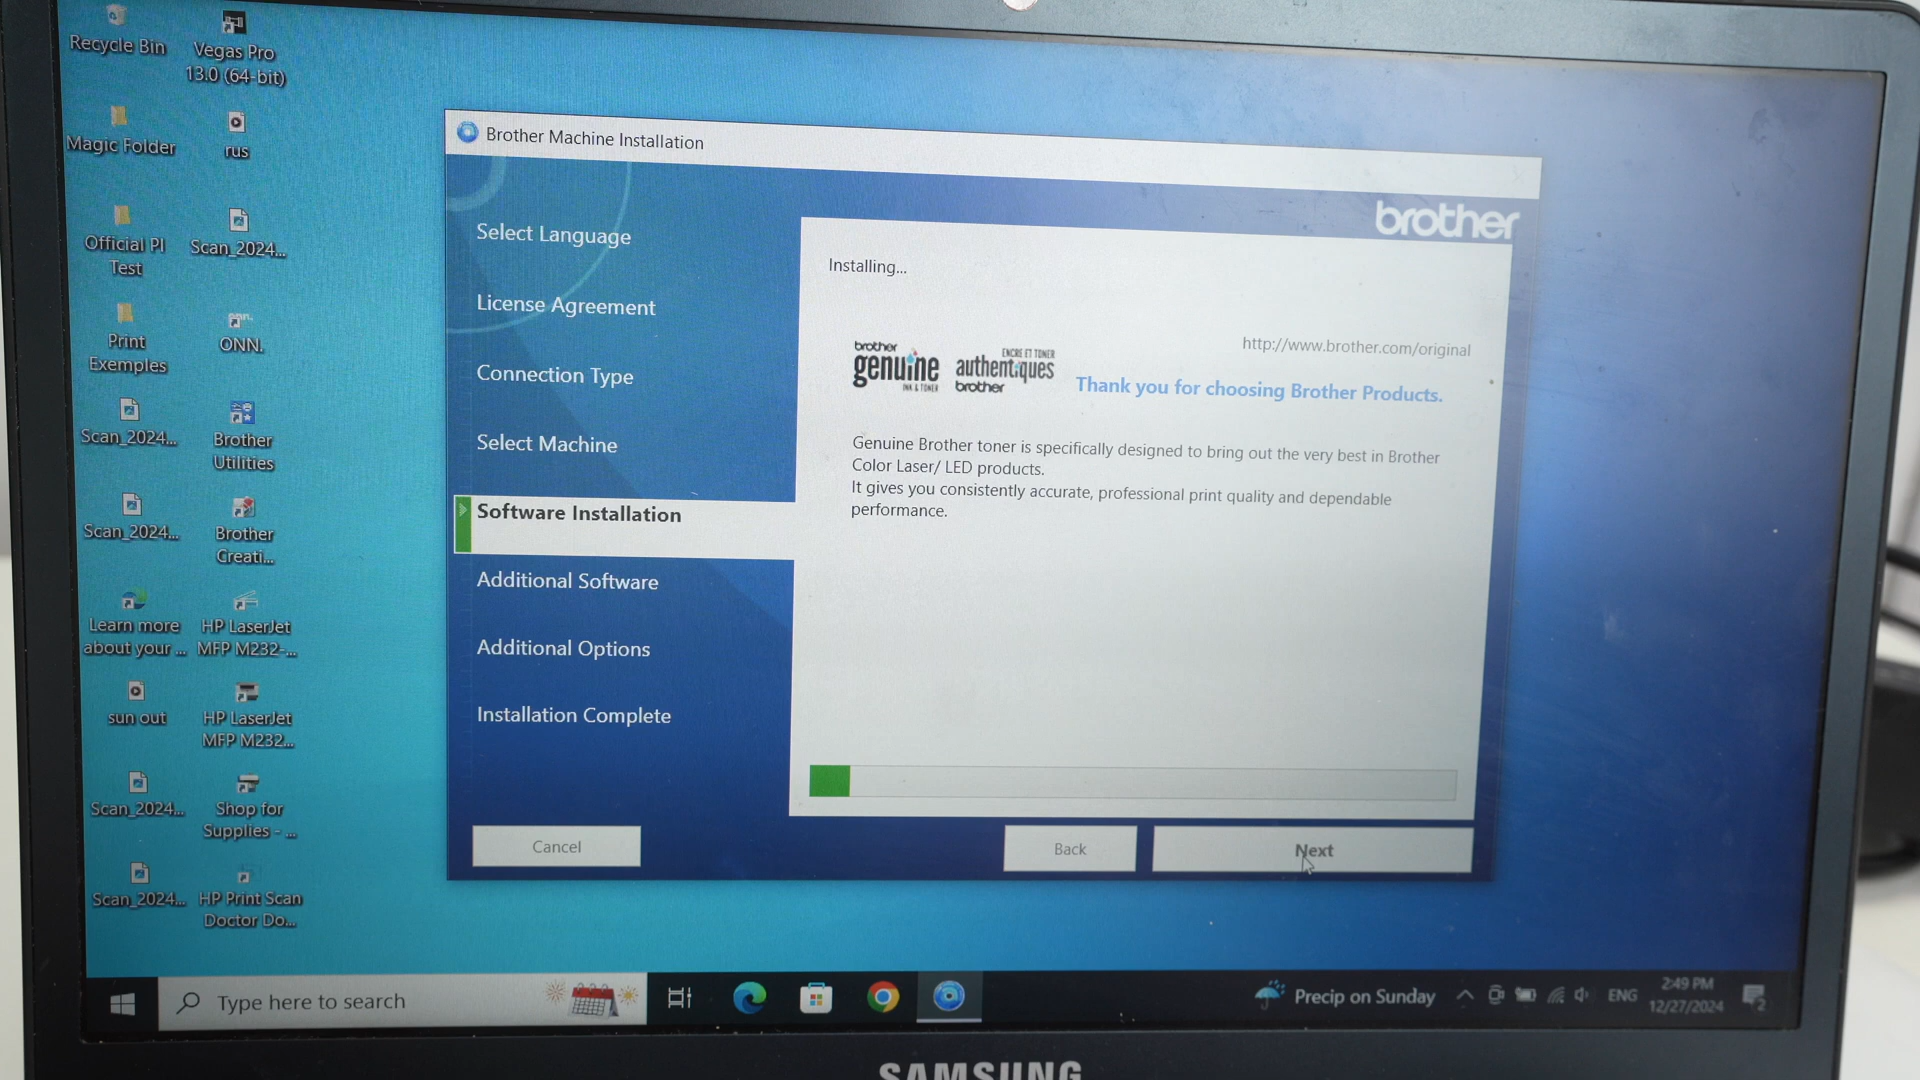 Recycle Bin
Vegas Pro
13.0 (64-bit)
Magic Folder
rus
Official PI
Test
Scan_2024...
Print
Exemples
onn.
ONN.
Scan_2024...
Brother
Utilities
Scan_2024...
Brother
Creati...
Learn more
about your ...
HP LaserJet
MFP M232-...
sun out
HP LaserJet
MFP M232...
Scan_2024...
Shop for
Supplies - ...
Scan_2024...
HP Print Scan
Doctor Do...
Brother Machine Installation
brother
Select Language
License Agreement
Connection Type
Select Machine
Software Installation
Additional Software
Additional Options
Installation Complete
Installing...
http://www.brother.com/original
brother
genuine
INK & TONER
ENCRE ET TONER
authentiques
brother
Thank you for choosing Brother Products.
Genuine Brother toner is specifically designed to bring out the very best in Brother
Color Laser/ LED products.
It gives you consistently accurate, professional print quality and dependable
performance.
Cancel
Back
Next
Type here to search
Precip on Sunday
ENG
2:49 PM
12/27/2024
2
SAMSUNG